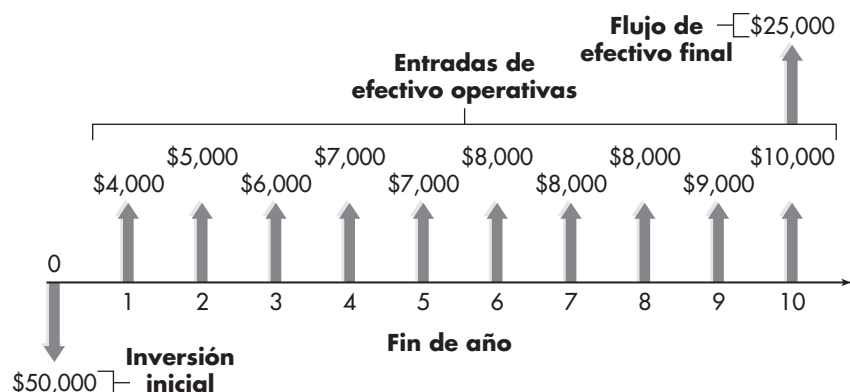 Flujo de
efectivo final
$25,000
Entradas de
efectivo operativas
$4,000
$5,000
$6,000
$7,000
$7,000
$8,000
$8,000
$8,000
$9,000
$10,000
0
1 2 3 4 5 6 7 8 9 10
Fin de año
$50,000
Inversión
inicial